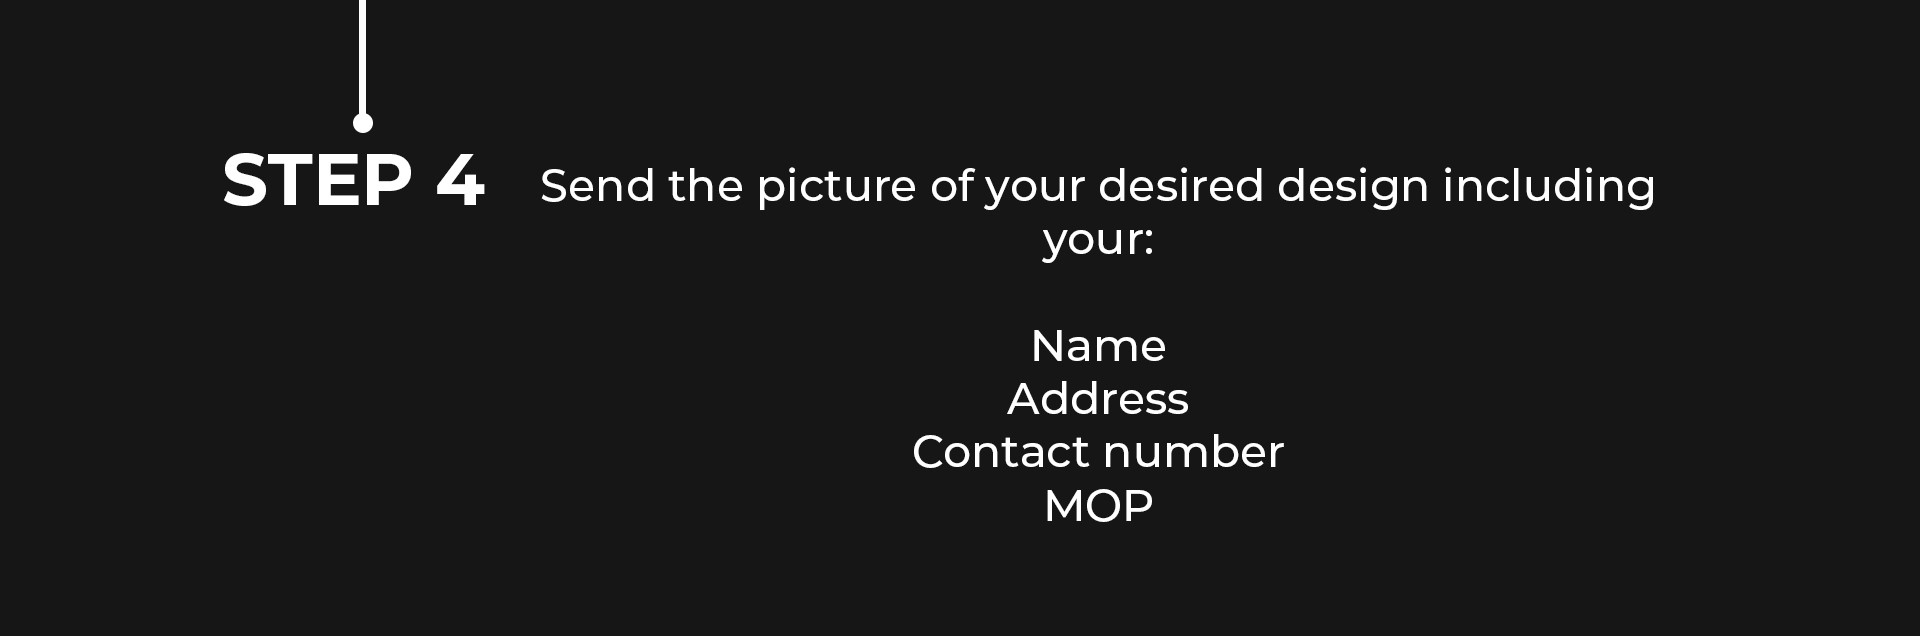 STEP 4
Send the picture of your desired design including
your:
Name
Address
Contact number
MOP